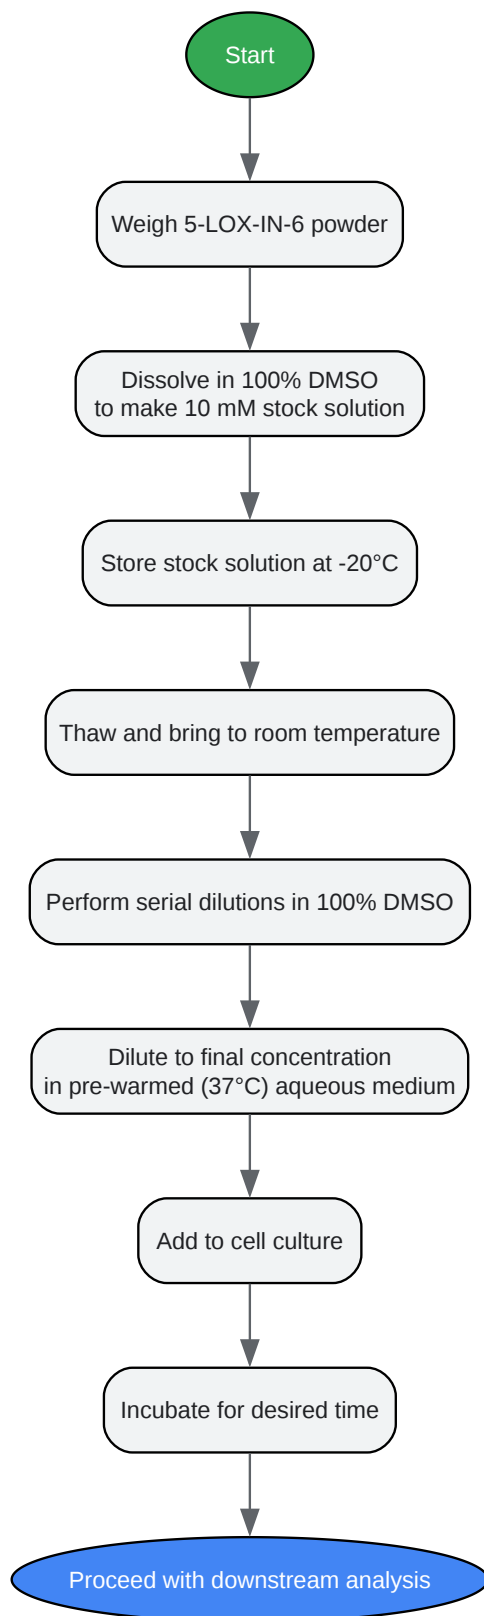 Start
Weigh 5-LOX-IN-6 powder
Dissolve in 100% DMSO
to make 10 mM stock solution
Store stock solution at -20°C
Thaw and bring to room temperature
Perform serial dilutions in 100% DMSO
Dilute to final concentration
in pre-warmed (37°C) aqueous medium
Add to cell culture
Incubate for desired time
Proceed with downstream analysis